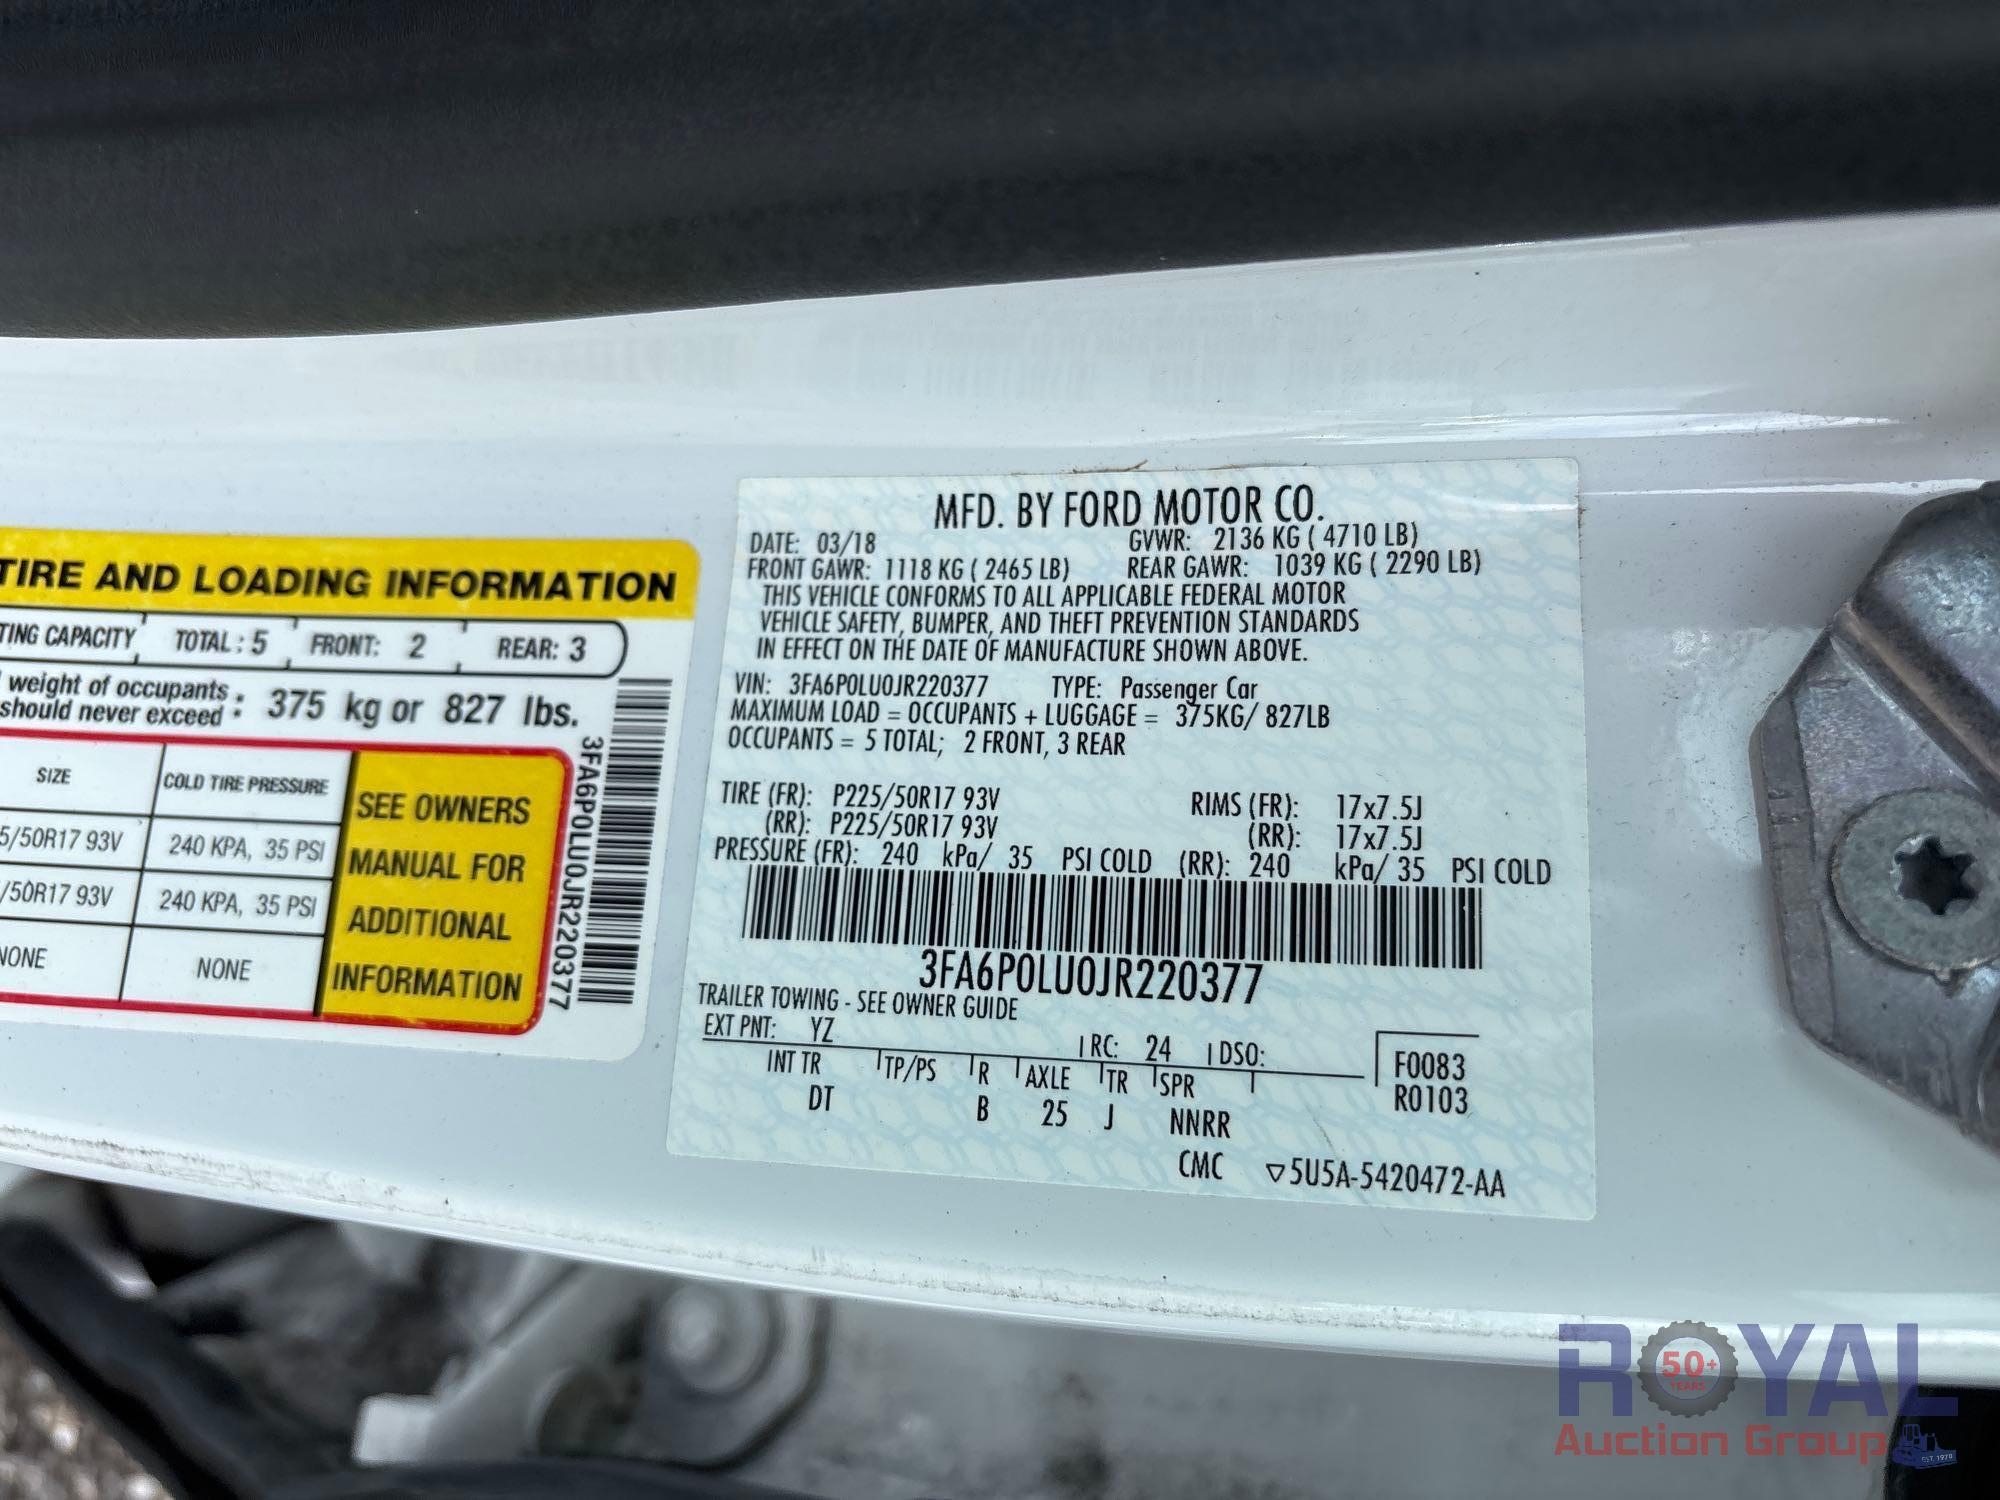 TIRE AND LOADING INFORMATION
TING CAPACITY TOTAL : 5 FRONT: 2 REAR: 3
weight of occupants
should never exceed : 375 kg or 827 lbs.
SIZE COLD TIRE PRESSURE
5/50R17 93V 240 KPA, 35 PSI
/50R17 93V 240 KPA, 35 PSI
NONE NONE
SEE OWNERS
MANUAL FOR
ADDITIONAL
INFORMATION
3FA6P0LU0JR220377
MFD. BY FORD MOTOR CO.
DATE: 03/18 GVWR: 2136 KG ( 4710 LB)
FRONT GAWR: 1118 KG ( 2465 LB) REAR GAWR: 1039 KG ( 2290 LB)
THIS VEHICLE CONFORMS TO ALL APPLICABLE FEDERAL MOTOR
VEHICLE SAFETY, BUMPER, AND THEFT PREVENTION STANDARDS
IN EFFECT ON THE DATE OF MANUFACTURE SHOWN ABOVE.
VIN: 3FA6P0LU0JR220377 TYPE: Passenger Car
MAXIMUM LOAD = OCCUPANTS + LUGGAGE = 375KG/ 827LB
OCCUPANTS = 5 TOTAL; 2 FRONT, 3 REAR
TIRE (FR): P225/50R17 93V RIMS (FR): 17x7.5J
(RR): P225/50R17 93V (RR): 17x7.5J
PRESSURE (FR): 240 kPa/ 35 PSI COLD (RR): 240 kPa/ 35 PSI COLD
3FA6P0LU0JR220377
TRAILER TOWING - SEE OWNER GUIDE
EXT PNT: YZ RC: 24 DSO: F0083
INT TR TP/PS R AXLE TR SPR R0103
DT B 25 J NNRR
CMC ▽5U5A-5420472-AA
ROYAL
50+
YEARS
Auction Group
EST. 1970